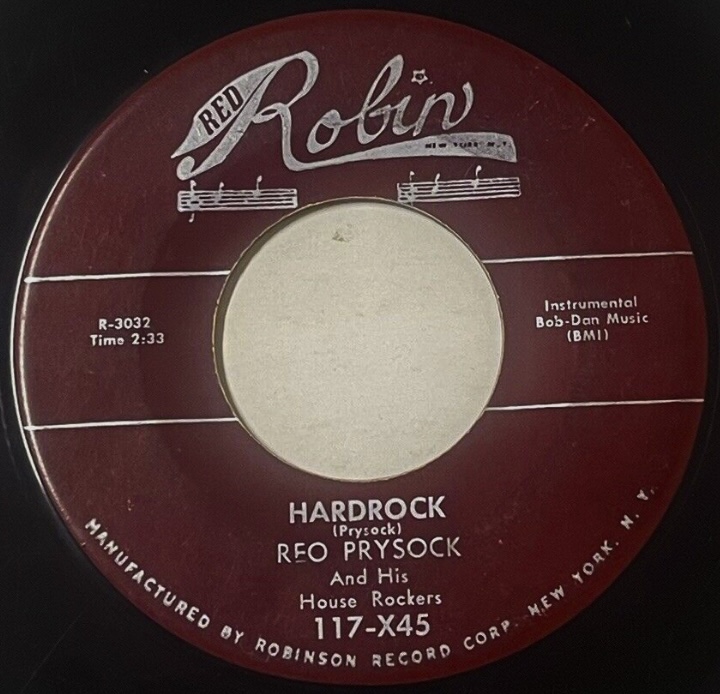 RED Robin
NEW YORK N.Y.
R-3032
Time 2:33
Instrumental
Bob-Dan Music
(BMI)
HARDROCK
(Prysock)
REO PRYSOCK
And His
House Rockers
117-X45
MANUFACTURED BY ROBINSON RECORD CORP. NEW YORK. N. Y.